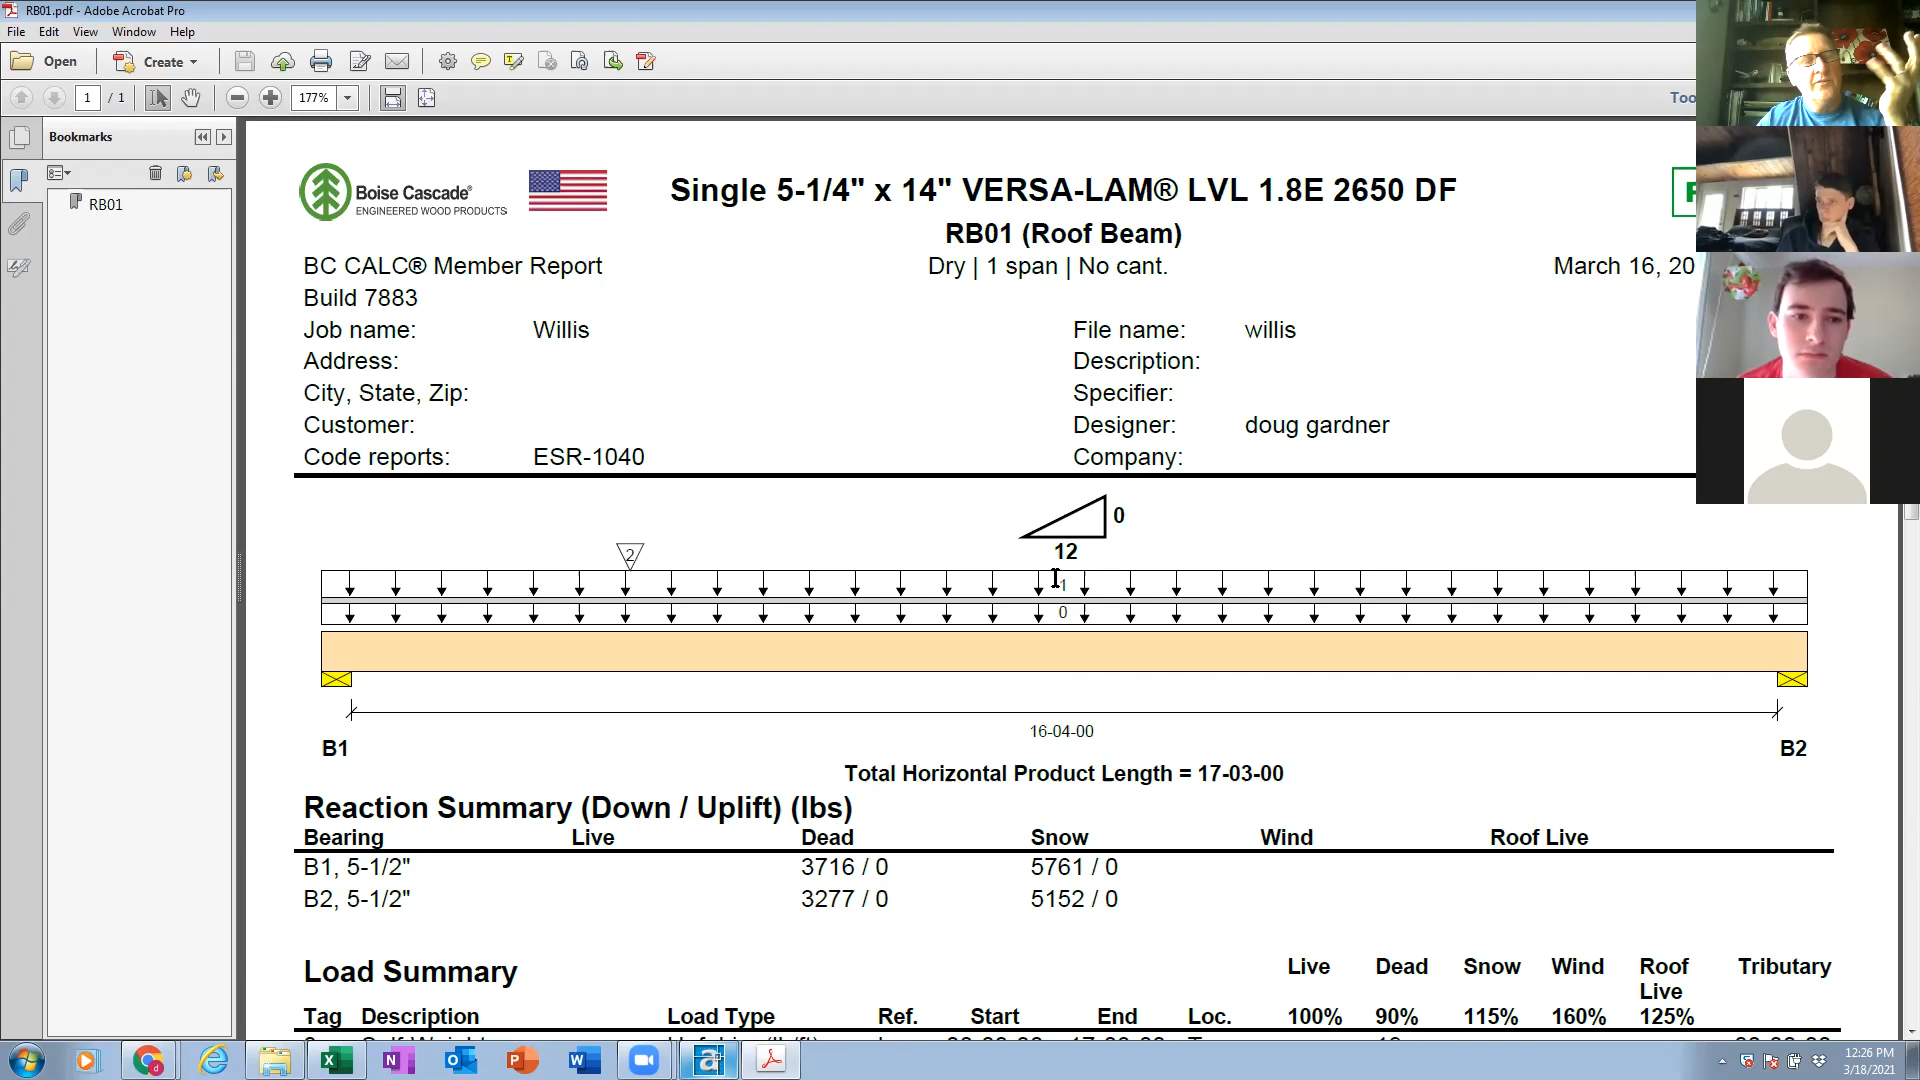 RB01.pdf - Adobe Acrobat Pro
File Edit View Window Help
Open Create
1 / 1 177% Too
Bookmarks
RB01
Boise Cascade®
ENGINEERED WOOD PRODUCTS
Single 5-1/4" x 14" VERSA-LAM® LVL 1.8E 2650 DF
RB01 (Roof Beam)
BC CALC® Member Report Dry | 1 span | No cant. March 16, 20
Build 7883
Job name: Willis File name: willis
Address: Description:
City, State, Zip: Specifier:
Customer: Designer: doug gardner
Code reports: ESR-1040 Company:
0
12
2
1
0
16-04-00
B1 B2
Total Horizontal Product Length = 17-03-00
Reaction Summary (Down / Uplift) (lbs)
Bearing Live Dead Snow Wind Roof Live
B1, 5-1/2" 3716 / 0 5761 / 0
B2, 5-1/2" 3277 / 0 5152 / 0
Load Summary
Live Dead Snow Wind Roof Live Tributary
Tag Description Load Type Ref. Start End Loc. 100% 90% 115% 160% 125%
12:26 PM
3/18/2021